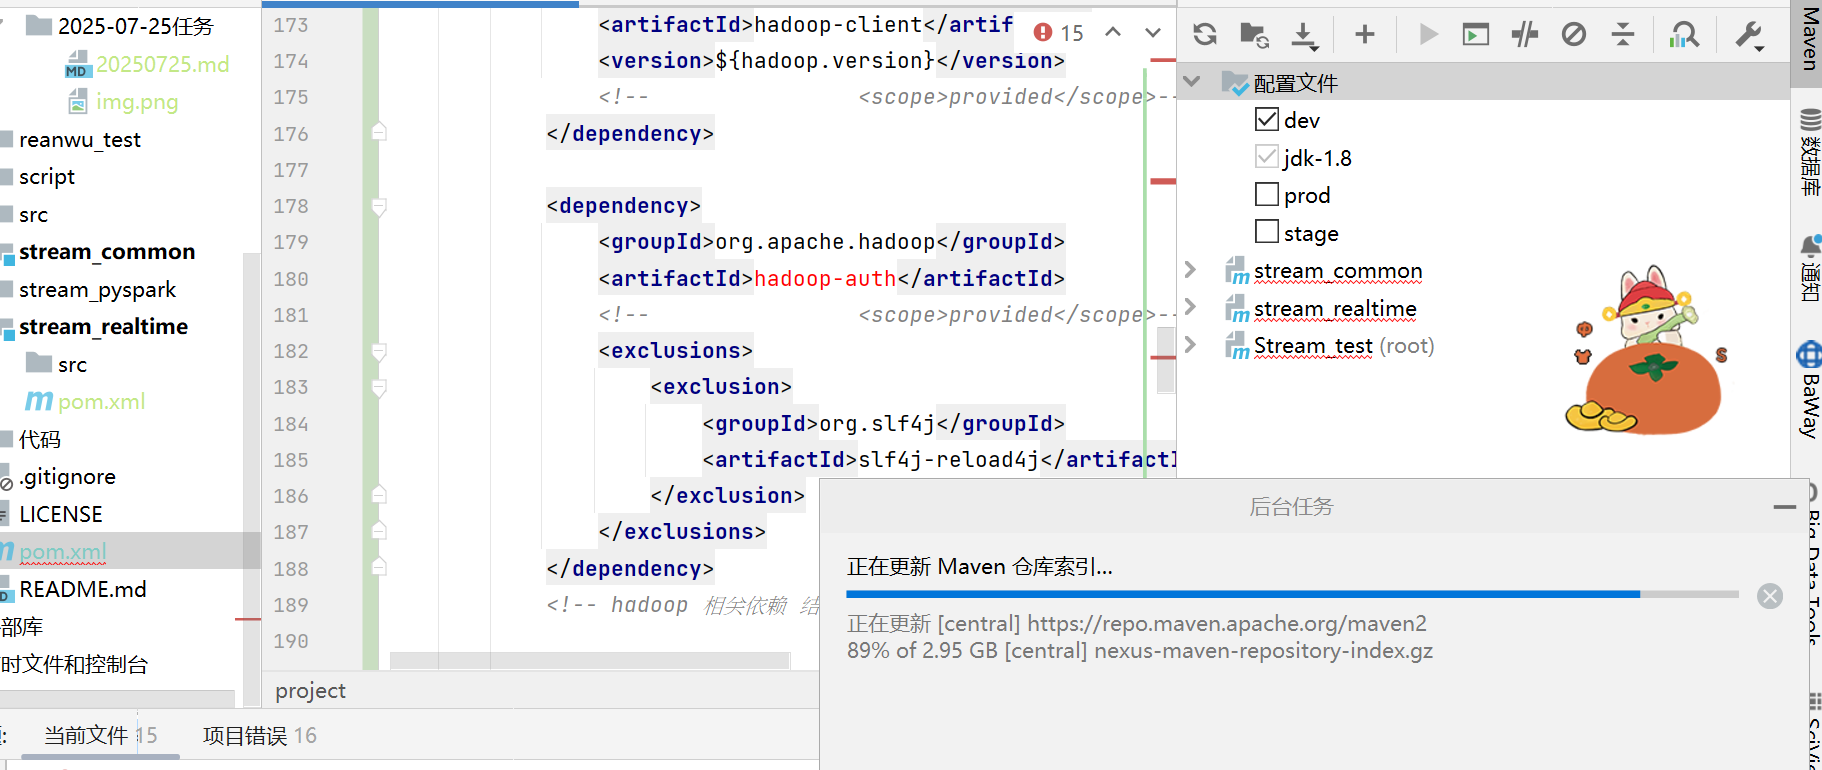 2025-07-25任务
20250725.md
img.png
reanwu_test
script
src
stream_common
stream_pyspark
stream_realtime
src
pom.xml
代码
.gitignore
LICENSE
pom.xml
README.md
部库
时文件和控制台
173 <artifactId>hadoop-client</artif
15
174 <version>${hadoop.version}</version>
175 <!-- <scope>provided</scope>--
176 </dependency>
177
178 <dependency>
179 <groupId>org.apache.hadoop</groupId>
180 <artifactId>hadoop-auth</artifactId>
181 <!-- <scope>provided</scope>--
182 <exclusions>
183 <exclusion>
184 <groupId>org.slf4j</groupId>
185 <artifactId>slf4j-reload4j</artifactI
186 </exclusion>
187 </exclusions>
188 </dependency>
189 <!-- hadoop 相关依赖 结
190
project
当前文件 15 项目错误 16
配置文件
dev
jdk-1.8
prod
stage
stream_common
stream_realtime
Stream_test (root)
后台任务
正在更新 Maven 仓库索引...
正在更新 [central] https://repo.maven.apache.org/maven2
89% of 2.95 GB [central] nexus-maven-repository-index.gz
Maven
数据库
通知
BaWay
Big Data Tools
SciVie